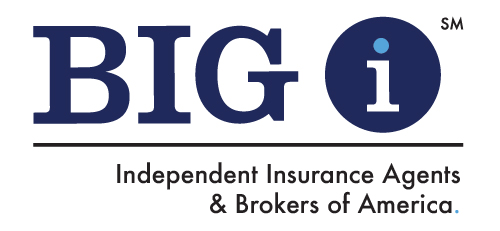 BIG i SM
Independent Insurance Agents
& Brokers of America.